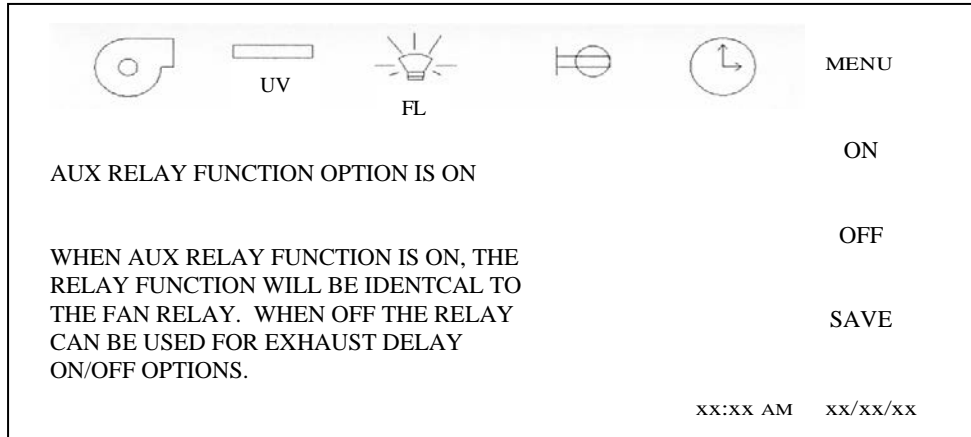 MENU
UV
FL
ON
AUX RELAY FUNCTION OPTION IS ON
OFF
WHEN AUX RELAY FUNCTION IS ON, THE
RELAY FUNCTION WILL BE IDENTCAL TO
THE FAN RELAY.  WHEN OFF THE RELAY
CAN BE USED FOR EXHAUST DELAY
ON/OFF OPTIONS.
SAVE
xx:xx AM xx/xx/xx